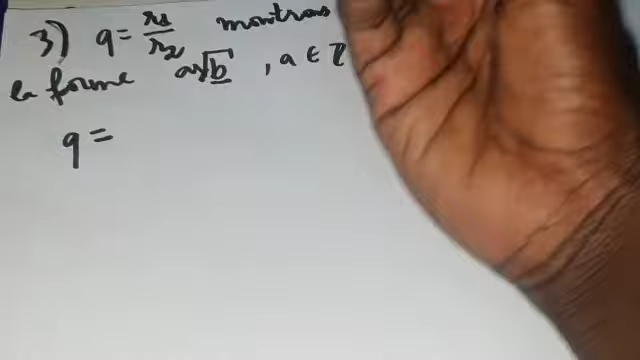 3) q = r₁/r₂ montrons
la forme a√b , a ∈ Z
q =